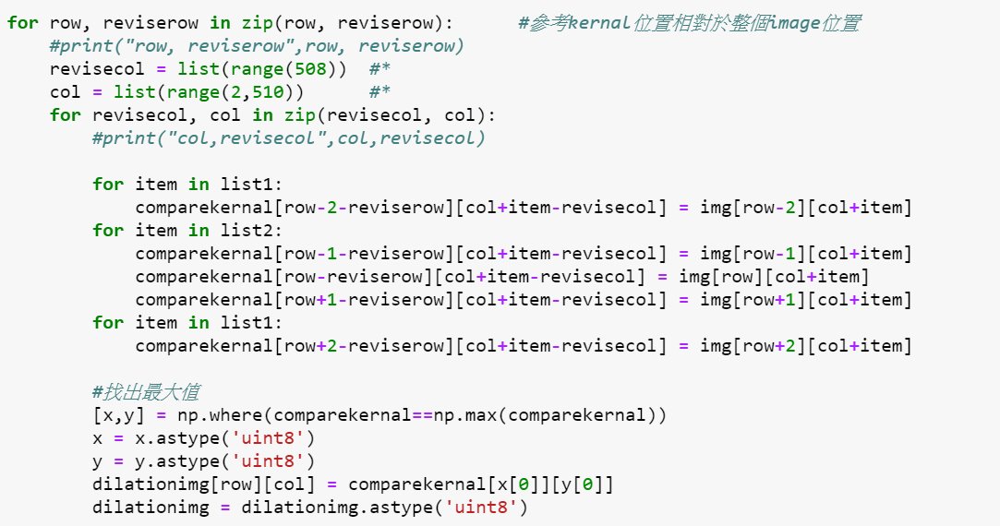 for row, reviserow in zip(row, reviserow):      #參考kernal位置相對於整個image位置
    #print("row, reviserow",row, reviserow)
    revisecol = list(range(508))  #*
    col = list(range(2,510))      #*
    for revisecol, col in zip(revisecol, col):
        #print("col,revisecol",col,revisecol)

        for item in list1:
            comparekernal[row-2-reviserow][col+item-revisecol] = img[row-2][col+item]
        for item in list2:
            comparekernal[row-1-reviserow][col+item-revisecol] = img[row-1][col+item]
            comparekernal[row-reviserow][col+item-revisecol] = img[row][col+item]
            comparekernal[row+1-reviserow][col+item-revisecol] = img[row+1][col+item]
        for item in list1:
            comparekernal[row+2-reviserow][col+item-revisecol] = img[row+2][col+item]

        #找出最大值
        [x,y] = np.where(comparekernal==np.max(comparekernal))
        x = x.astype('uint8')
        y = y.astype('uint8')
        dilationimg[row][col] = comparekernal[x[0]][y[0]]
        dilationimg = dilationimg.astype('uint8')